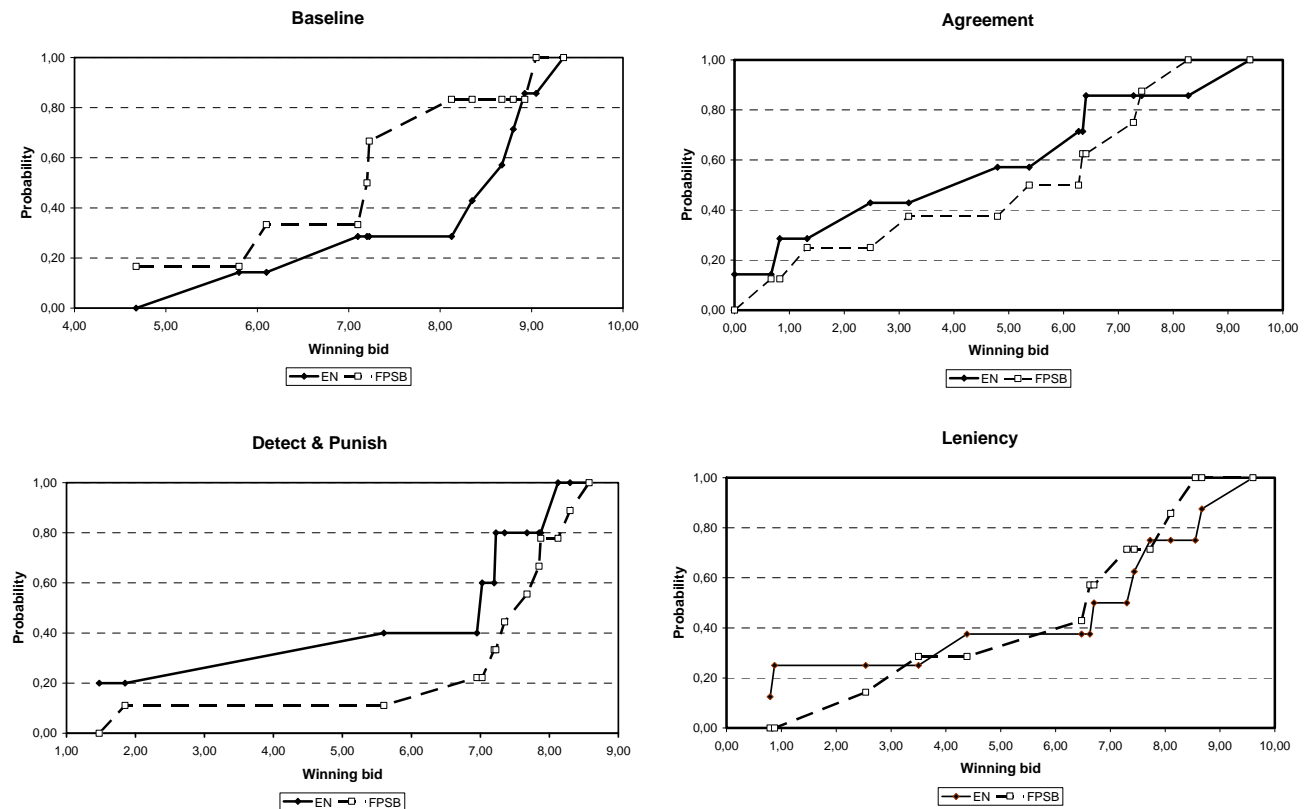 Baseline
1,00
0,80
0,60
0,40
0,20
0,00
Probability
4,00 5,00 6,00 7,00 8,00 9,00 10,00
Winning bid
EN FPSB
Agreement
1,00
0,80
0,60
0,40
0,20
0,00
Probability
0,00 1,00 2,00 3,00 4,00 5,00 6,00 7,00 8,00 9,00 10,00
Winning bid
EN FPSB
Detect & Punish
1,00
0,80
0,60
0,40
0,20
0,00
Probability
1,00 2,00 3,00 4,00 5,00 6,00 7,00 8,00 9,00
Winning bid
EN FPSB
Leniency
1,00
0,80
0,60
0,40
0,20
0,00
Probability
0,00 1,00 2,00 3,00 4,00 5,00 6,00 7,00 8,00 9,00 10,00
Winning bid
EN FPSB